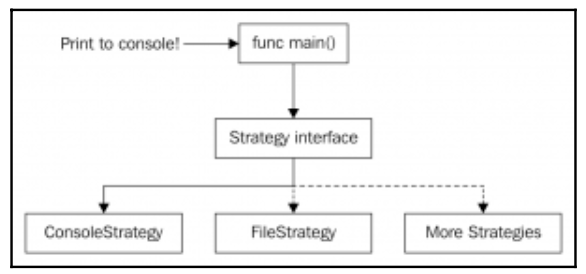 Print to console!
func main()
Strategy interface
ConsoleStrategy
FileStrategy
More Strategies